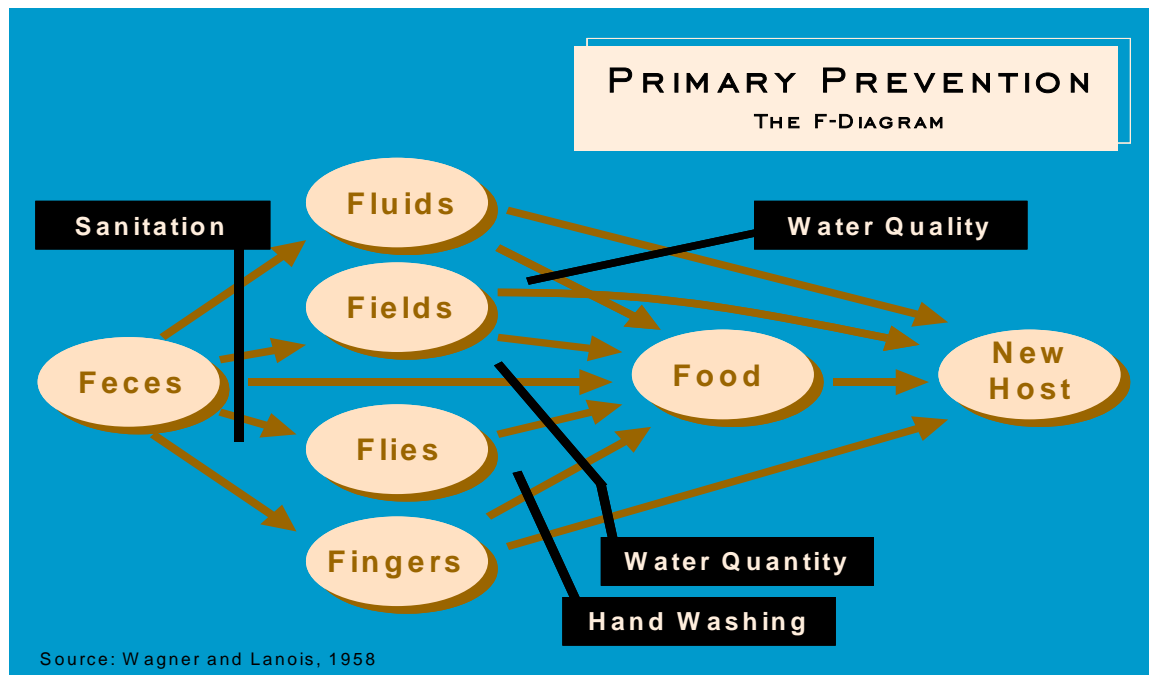 PRIMARY PREVENTION
THE F-DIAGRAM
Fluids
Sanitation
Water Quality
Fields
Feces
Food
New
Host
Flies
Fingers
Water Quantity
Hand Washing
Source: Wagner and Lanois, 1958